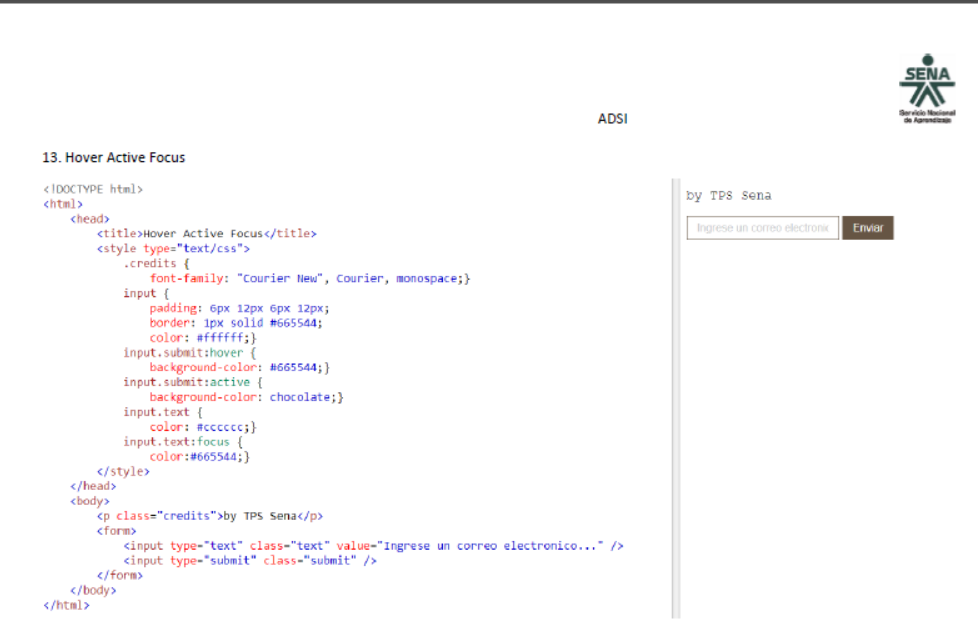 SENA
Servicio Nacional
de Aprendizaje
ADSI
13. Hover Active Focus
<!DOCTYPE html>
<html>
<head>
<title>Hover Active Focus</title>
<style type="text/css">
.credits {
font-family: "Courier New", Courier, monospace;}
input {
padding: 6px 12px 6px 12px;
border: 1px solid #665544;
color: #ffffff;}
input.submit:hover {
background-color: #665544;}
input.submit:active {
background-color: chocolate;}
input.text {
color: #cccccc;}
input.text:focus {
color:#665544;}
</style>
</head>
<body>
<p class="credits">by TPS Sena</p>
<form>
<input type="text" class="text" value="Ingrese un correo electronico..." />
<input type="submit" class="submit" />
</form>
</body>
</html>
by TPS Sena
Ingrese un correo electronic
Enviar